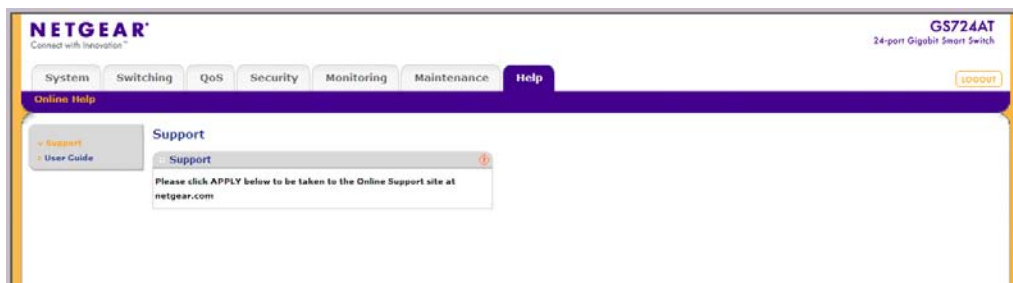 NETGEAR®
Connect with Innovation™
GS724AT
24-port Gigabit Smart Switch
System Switching QoS Security Monitoring Maintenance Help
LOGOUT
Online Help
Support
User Guide
Support
Support
Please click APPLY below to be taken to the Online Support site at
netgear.com